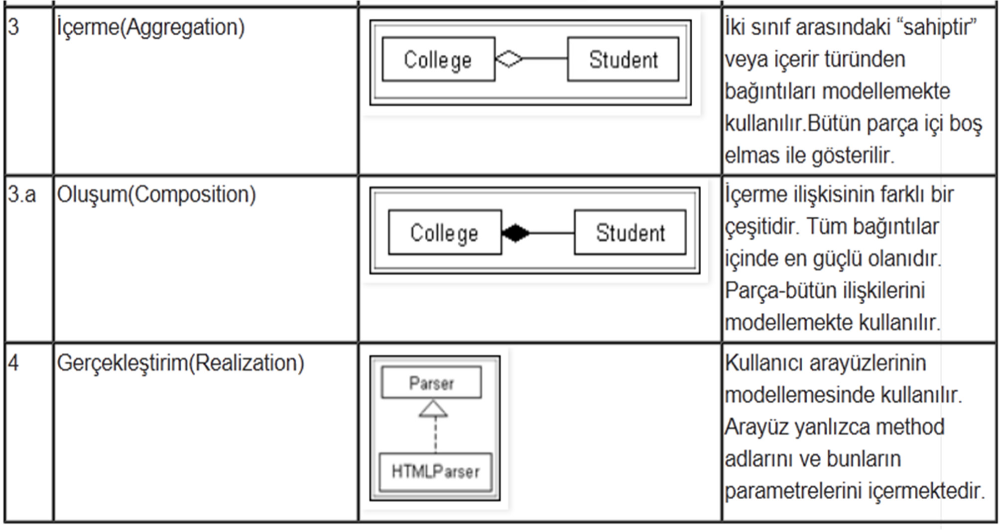 3
İçerme(Aggregation)
College
Student
İki sınıf arasındaki “sahiptir”
veya içerir türünden
bağıntıları modellemekte
kullanılır.Bütün parça içi boş
elmas ile gösterilir.
3.a
Oluşum(Composition)
College
Student
İçerme ilişkisinin farklı bir
çeşitidir. Tüm bağıntılar
içinde en güçlü olanıdır.
Parça-bütün ilişkilerini
modellemekte kullanılır.
4
Gerçekleştirim(Realization)
Parser
HTMLParser
Kullanıcı arayüzlerinin
modellemesinde kullanılır.
Arayüz yanlızca method
adlarını ve bunların
parametrelerini içermektedir.